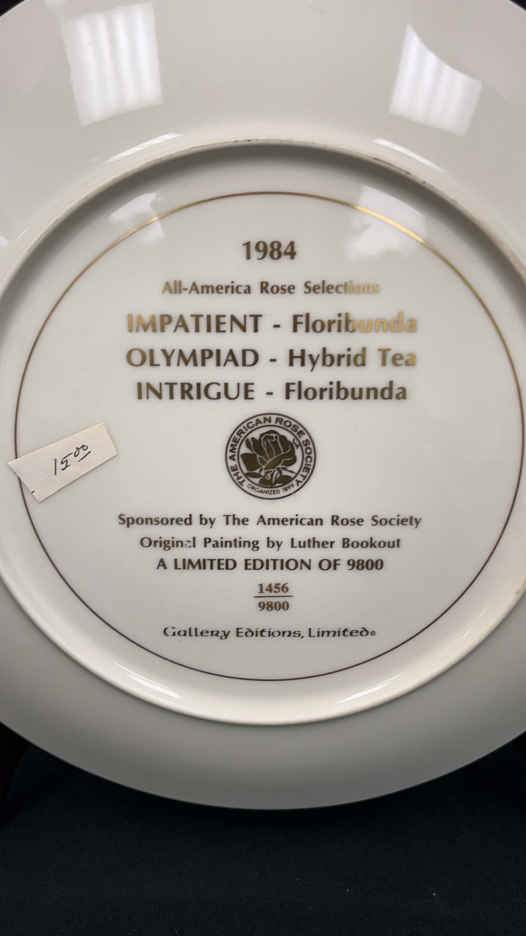 1984
All-America Rose Selections
IMPATIENT - Floribunda
OLYMPIAD - Hybrid Tea
INTRIGUE - Floribunda
THE AMERICAN ROSE SOCIETY
ORGANIZED 1899
15.00
Sponsored by The American Rose Society
Original Painting by Luther Bookout
A LIMITED EDITION OF 9800
1456
9800
Gallery Editions, Limited®